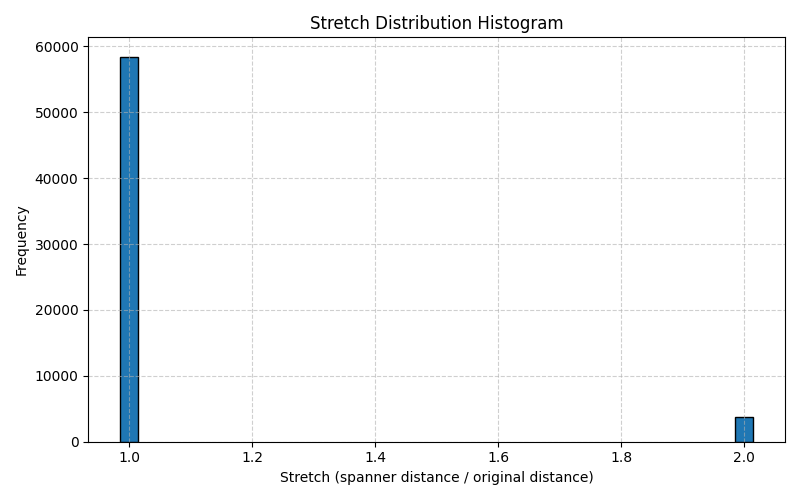 Stretch Distribution Histogram
Frequency
60000
50000
40000
30000
20000
10000
0
1.0 1.2 1.4 1.6 1.8 2.0
Stretch (spanner distance / original distance)